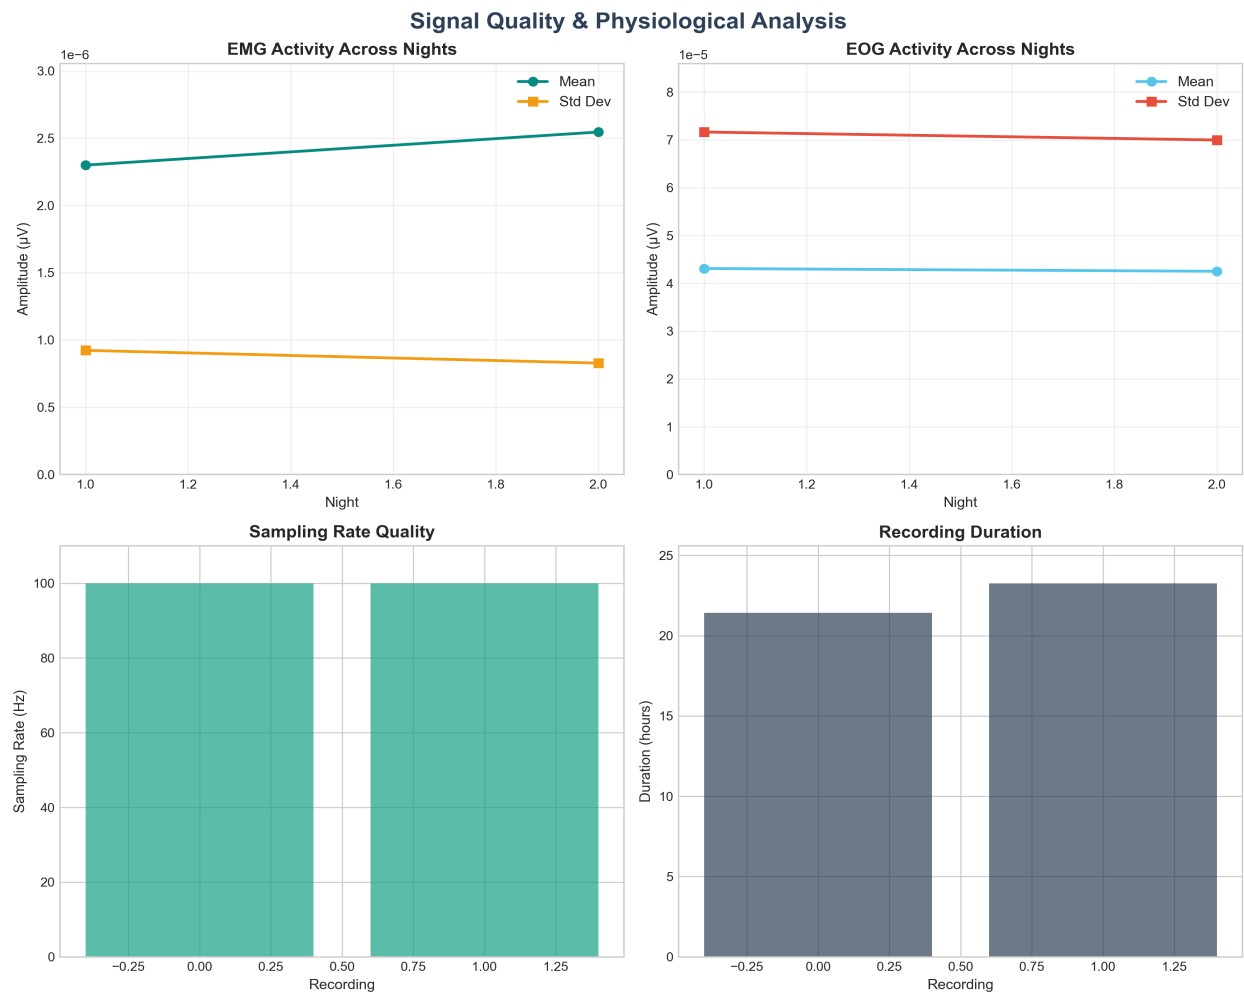 Signal Quality & Physiological Analysis
EMG Activity Across Nights
1e−6
3.0
2.5
2.0
1.5
1.0
0.5
0.0
Amplitude (µV)
Mean
Std Dev
1.0 1.2 1.4 1.6 1.8 2.0
Night
EOG Activity Across Nights
1e−5
8
7
6
5
4
3
2
1
0
Amplitude (µV)
Mean
Std Dev
1.0 1.2 1.4 1.6 1.8 2.0
Night
Sampling Rate Quality
100
80
60
40
20
0
Sampling Rate (Hz)
−0.25 0.00 0.25 0.50 0.75 1.00 1.25
Recording
Recording Duration
25
20
15
10
5
0
Duration (hours)
−0.25 0.00 0.25 0.50 0.75 1.00 1.25
Recording